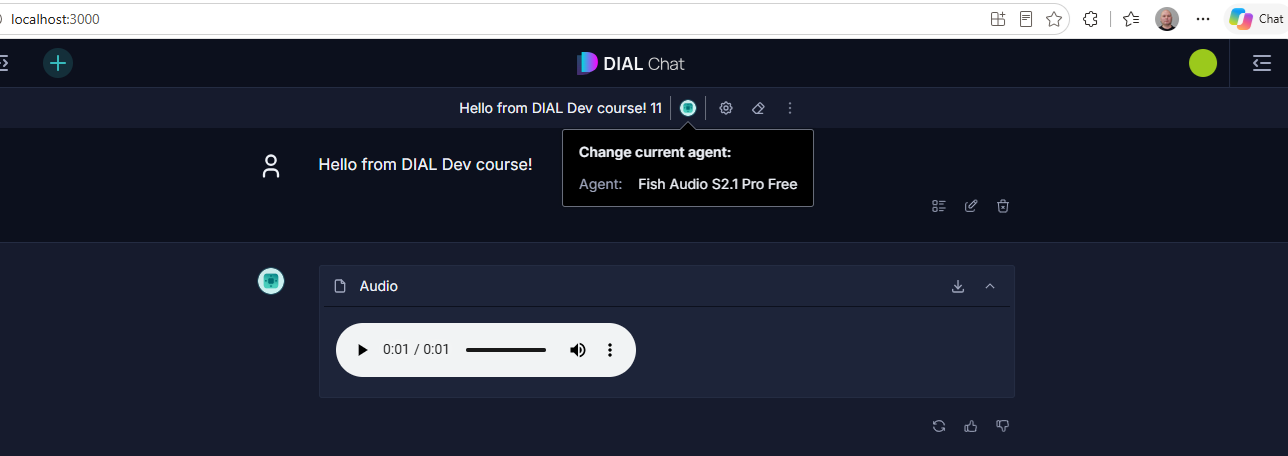 localhost:3000
Chat
DIAL Chat
Hello from DIAL Dev course! 11
Change current agent:
Agent: Fish Audio S2.1 Pro Free
Hello from DIAL Dev course!
Audio
0:01 / 0:01